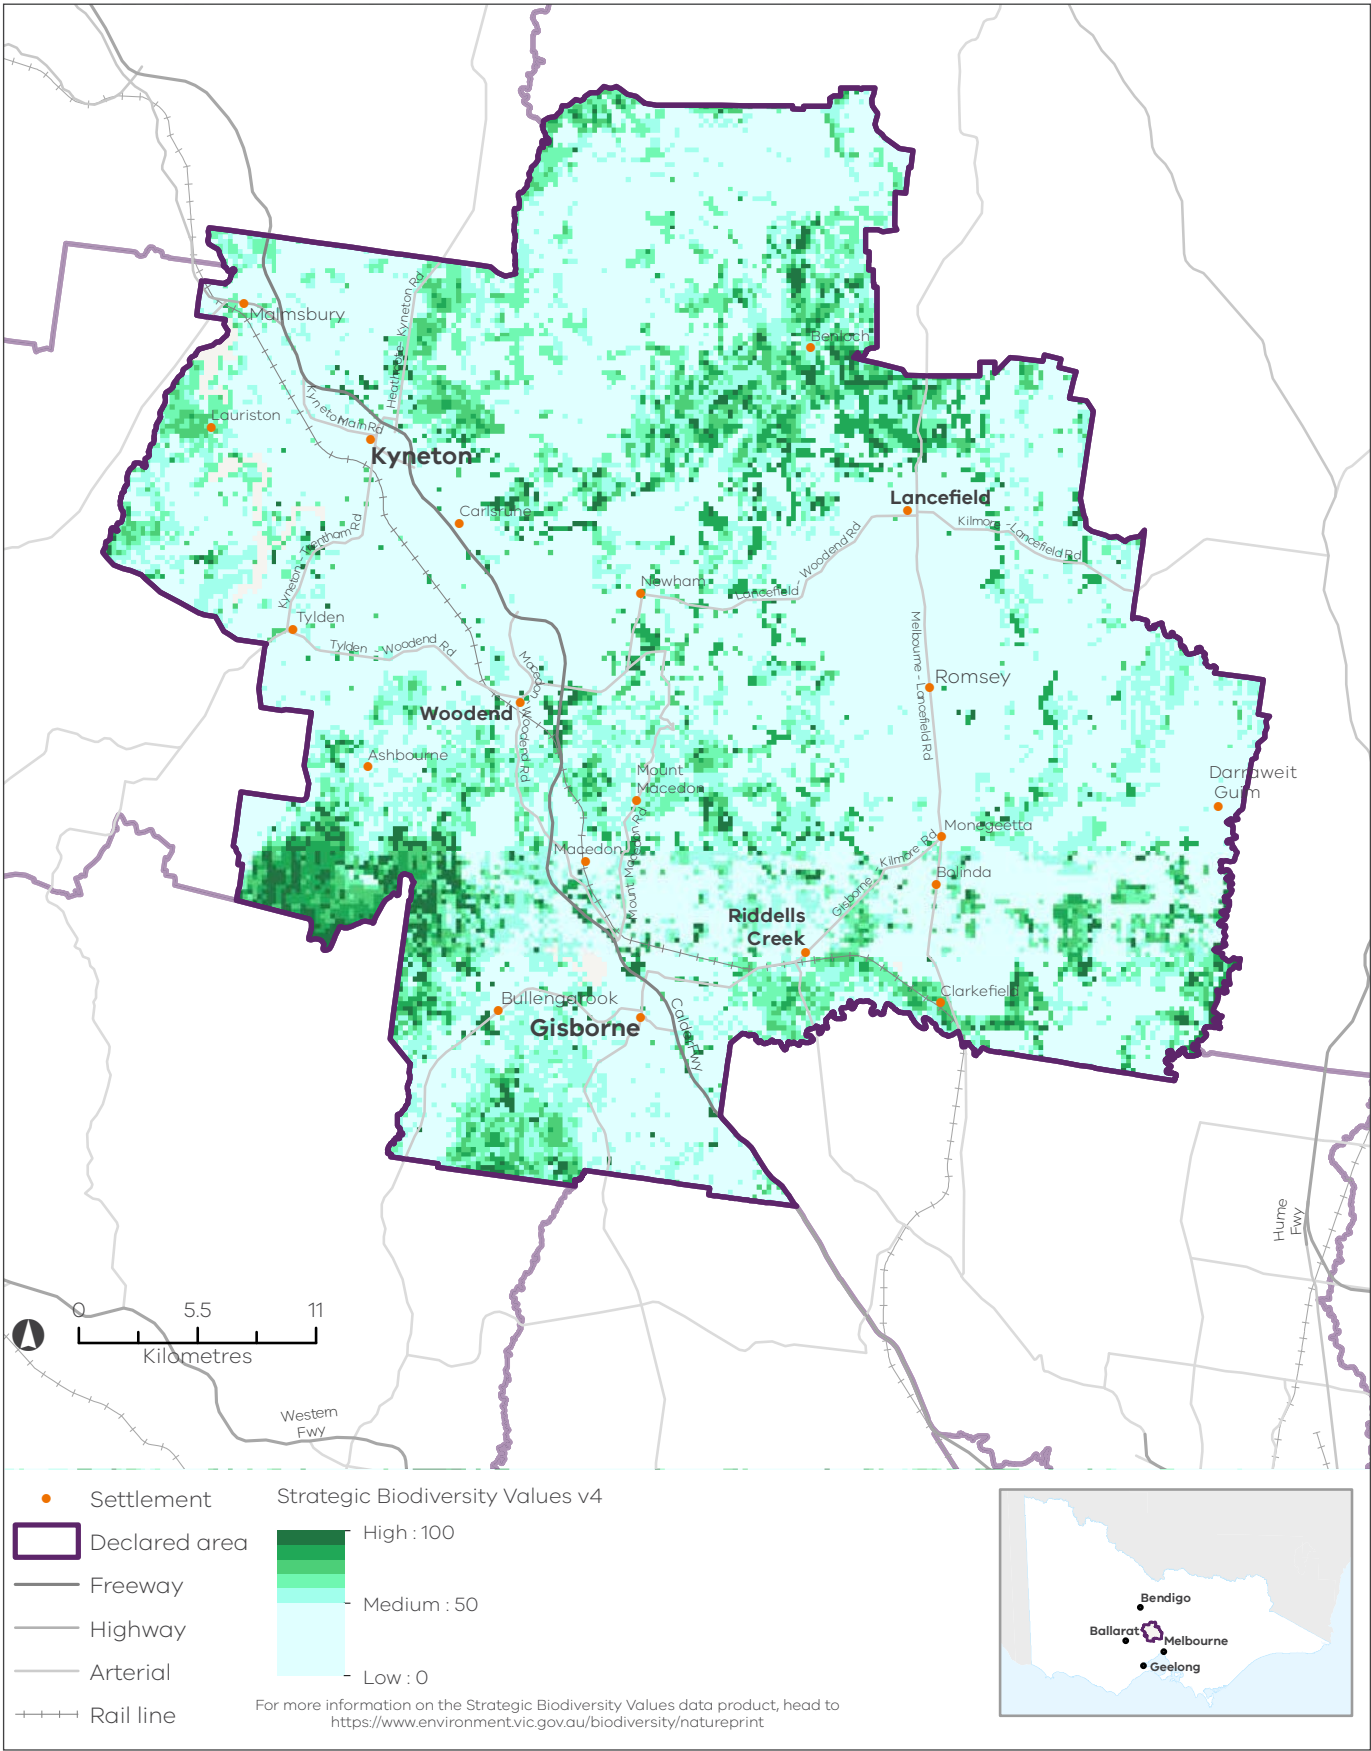 Malmsbury
Heathcote - Kyneton Rd
Benloch
Lauriston
Kyneton
Main Rd
Kyneton
Lancefield
Carlsruhe
Kilmore - Lancefield Rd
Kyneton - Trentham Rd
Lancefield - Woodend Rd
Newham
Tylden
Tylden - Woodend Rd
Melbourne - Lancefield Rd
Macedon
Woodend Rd
Romsey
Woodend
Ashbourne
Mount
Macedon
Darraweit
Guim
Mount Macedon Rd
Monegeetta
Gisborne - Kilmore Rd
Macedon
Bolinda
Riddells
Creek
Bullengarook
Clarkefield
Gisborne
Calder Fwy
Hume
Fwy
0 5.5 11
Kilometres
Western
Fwy
Settlement
Declared area
Freeway
Highway
Arterial
Rail line
Strategic Biodiversity Values v4
High : 100
Medium : 50
Low : 0
For more information on the Strategic Biodiversity Values data product, head to
https://www.environment.vic.gov.au/biodiversity/natureprint
Bendigo
Ballarat
Melbourne
Geelong